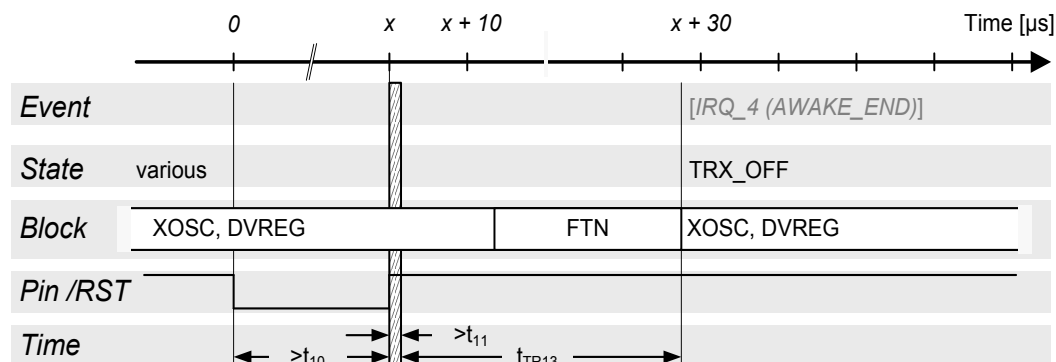 0 x x + 10 x + 30 Time [µs]
Event [IRQ_4 (AWAKE_END)]
State various TRX_OFF
Block XOSC, DVREG FTN XOSC, DVREG
Pin /RST
>t11
Time >t10 tTR13